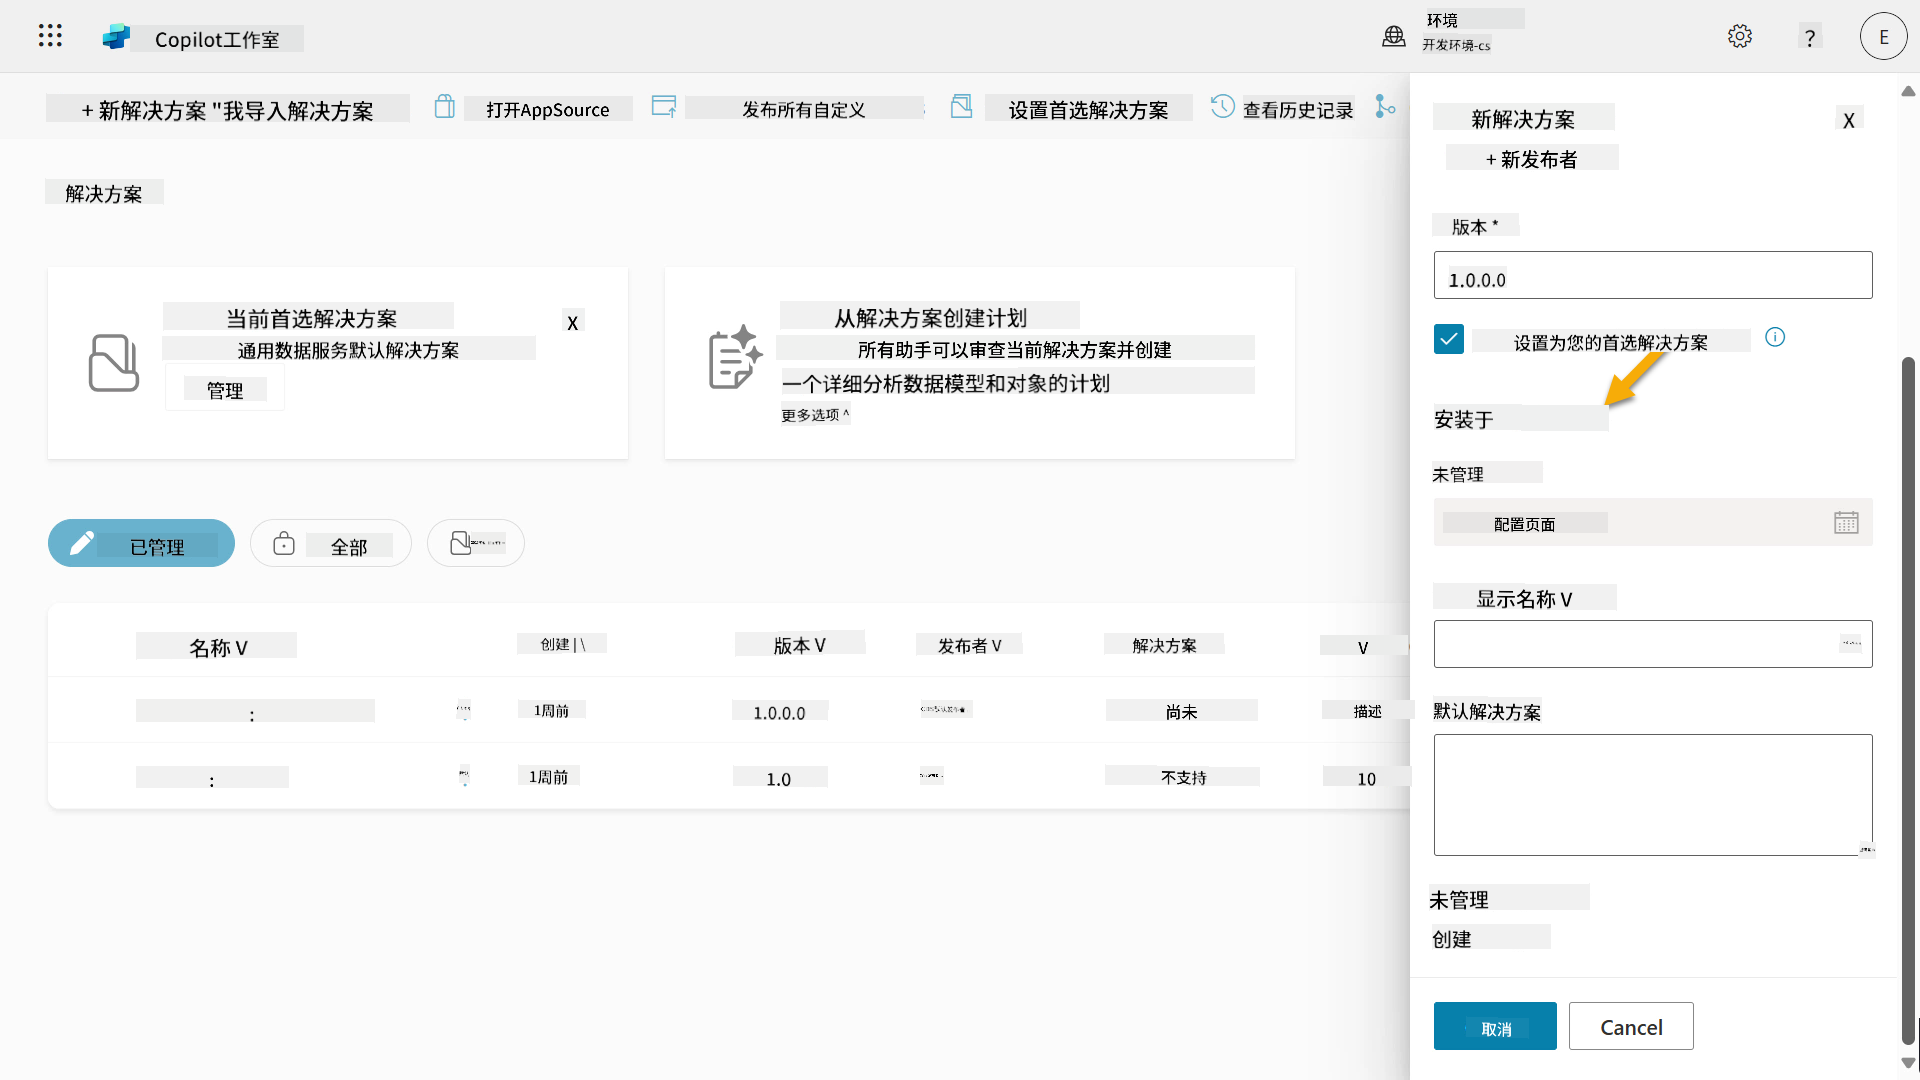 Copilot工作室
环境
开发环境-cs
?
E
+ 新解决方案 "我导入解决方案
打开AppSource
发布所有自定义
设置首选解决方案
查看历史记录
解决方案
当前首选解决方案
X
通用数据服务默认解决方案
管理
从解决方案创建计划
所有助手可以审查当前解决方案并创建
一个详细分析数据模型和对象的计划
更多选项 ^
已管理
全部
名称 V
创建 | \
版本 V
发布者 V
解决方案
V
:
1周前
1.0.0.0
尚未
描述
:
1周前
1.0
不支持
10
新解决方案
X
+ 新发布者
版本 *
1.0.0.0
设置为您的首选解决方案
安装于
未管理
配置页面
显示名称 V
默认解决方案
未管理
创建
取消
Cancel